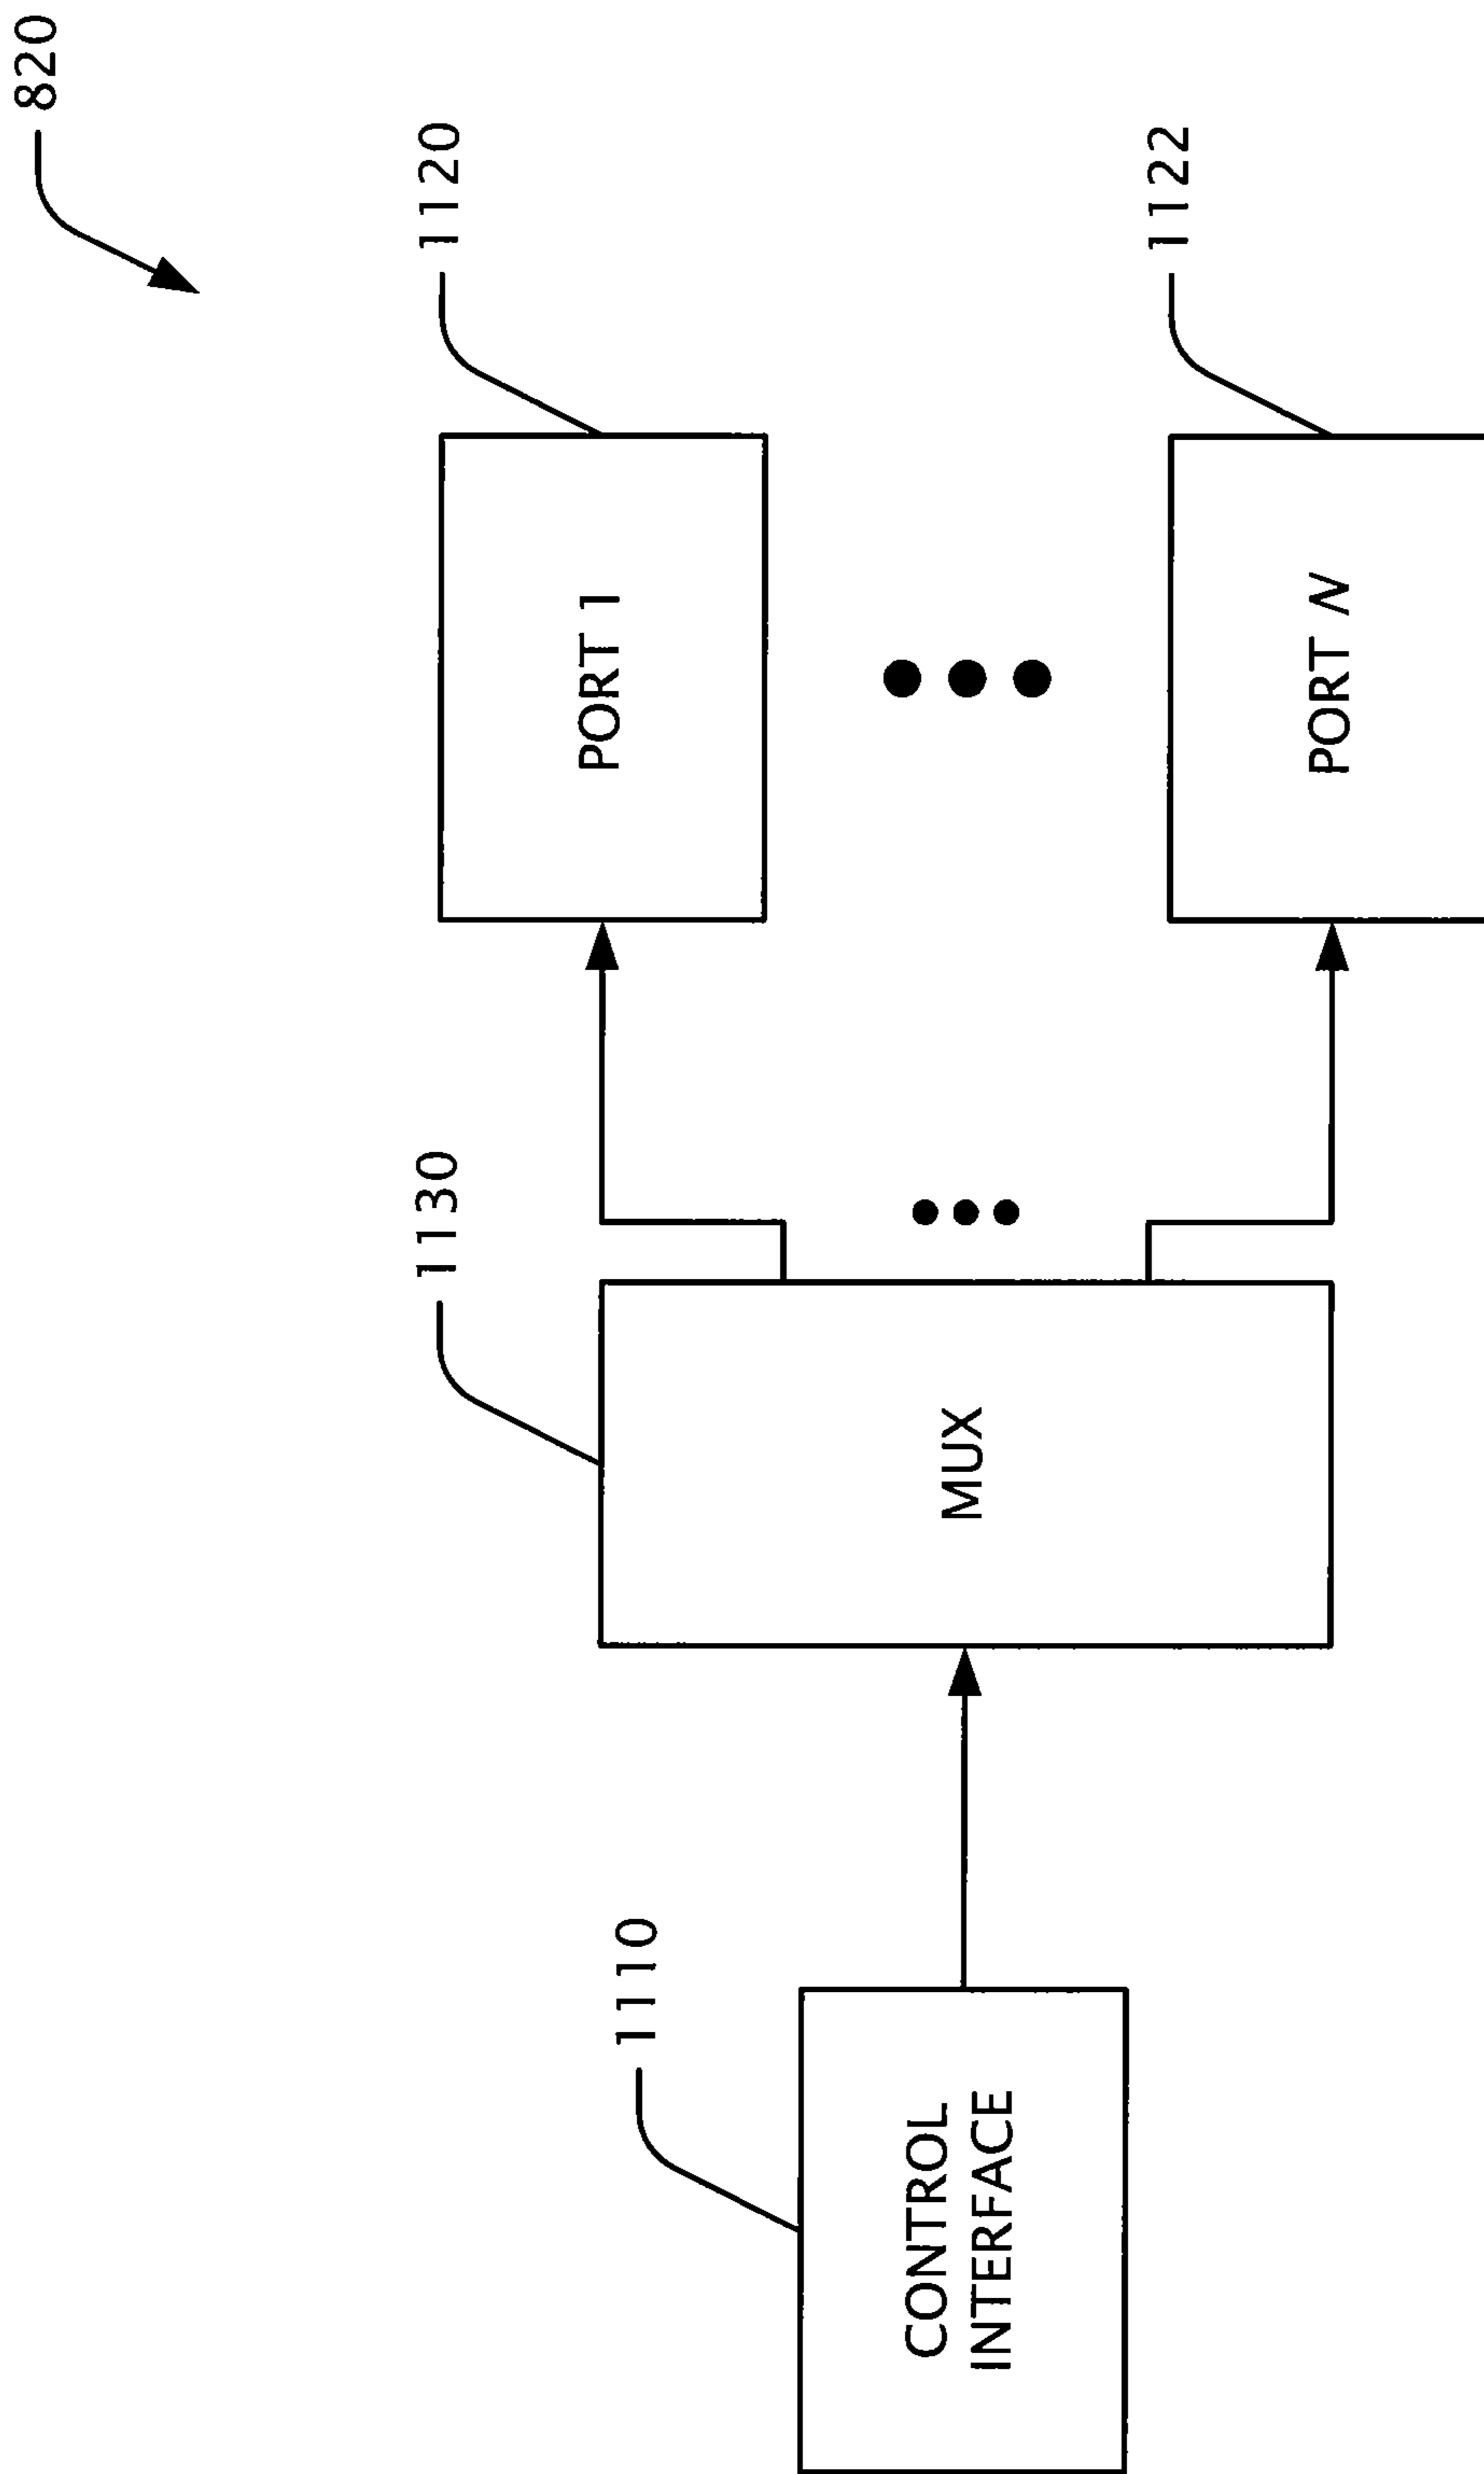 820
1120
PORT 1
1122
PORT N
1130
MUX
1110
CONTROL
INTERFACE